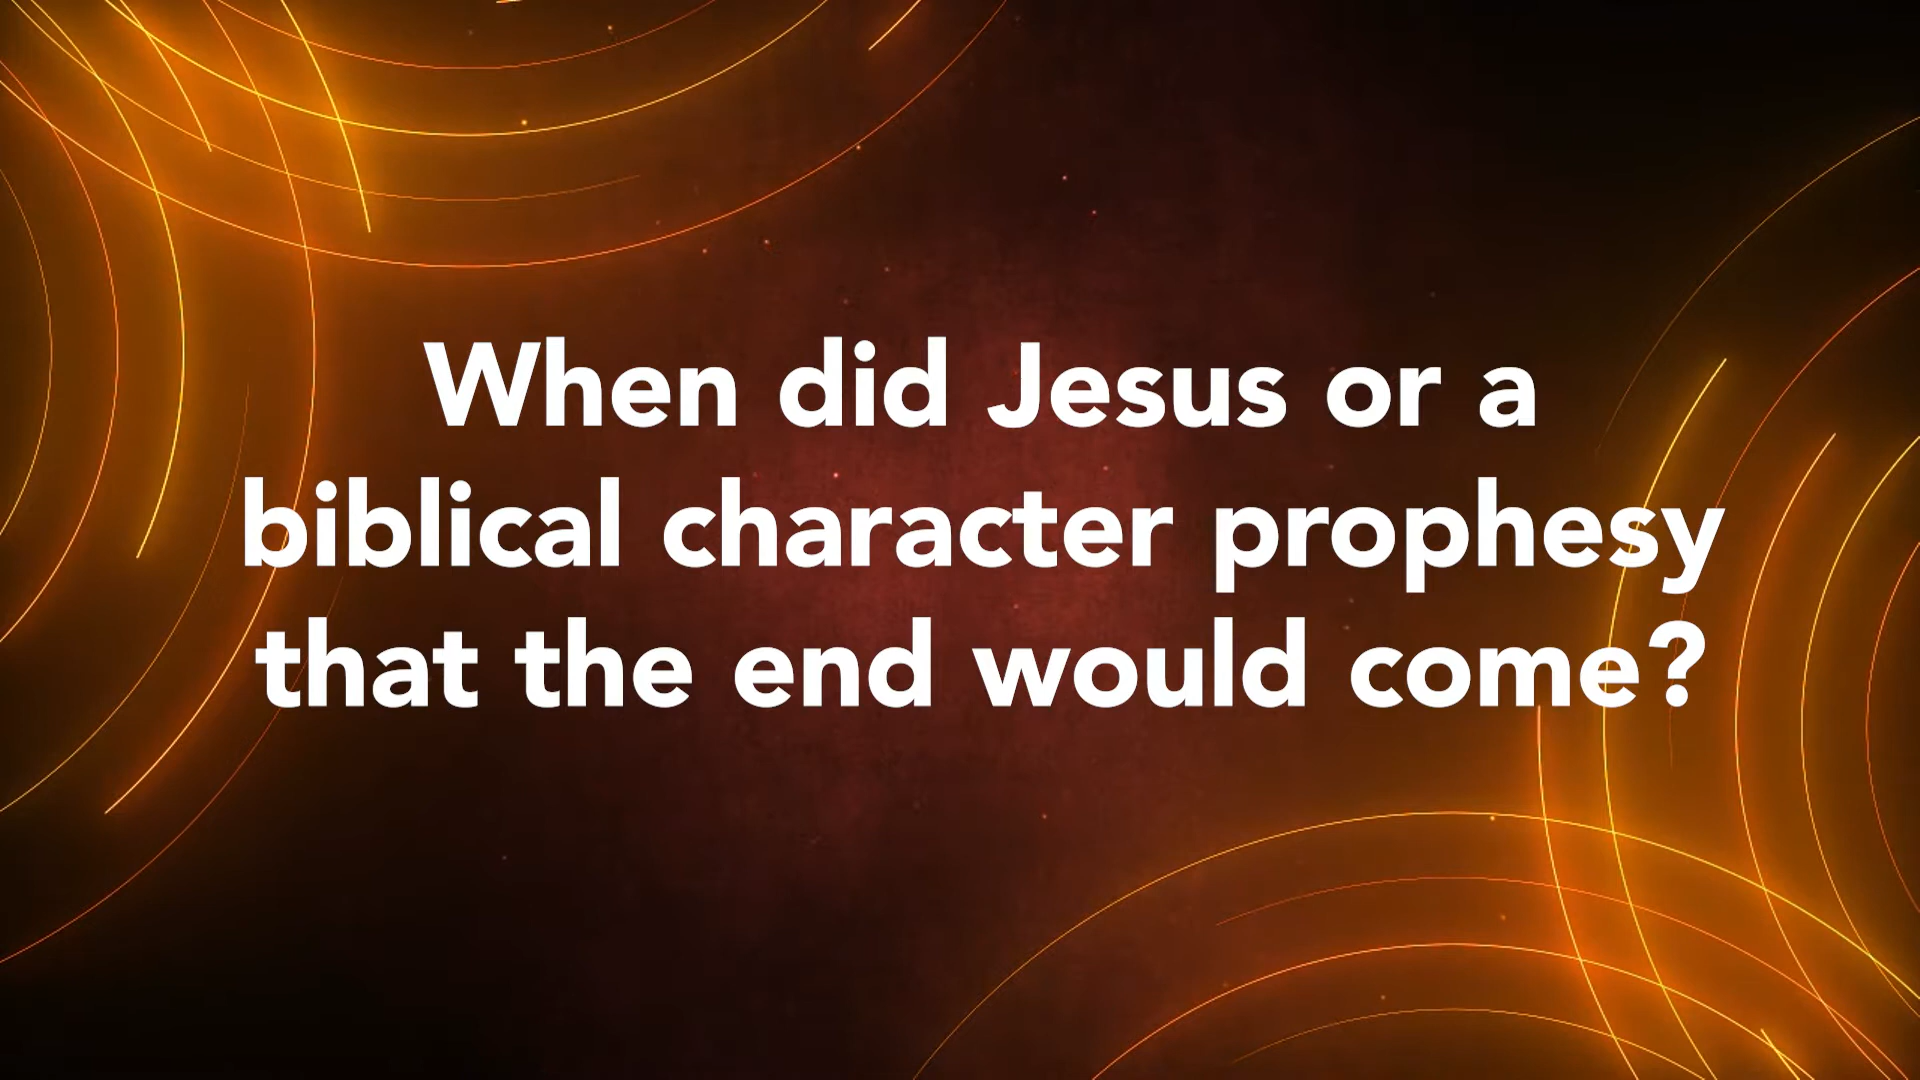 When did Jesus or a
biblical character prophesy
that the end would come?